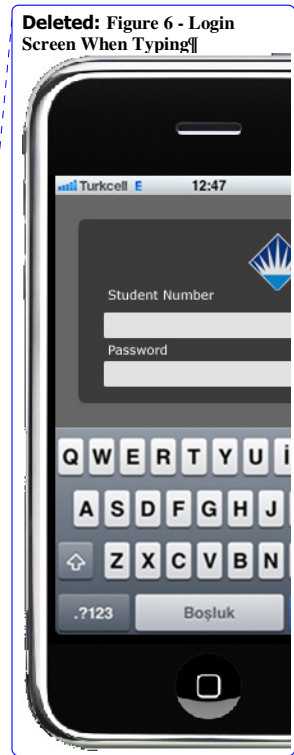 Deleted: Figure 6 - Login
Screen When Typing¶
Turkcell E 12:47
Student Number
Password
Q W E R T Y U İ
A S D F G H J
Z X C V B N
.?123 Boşluk